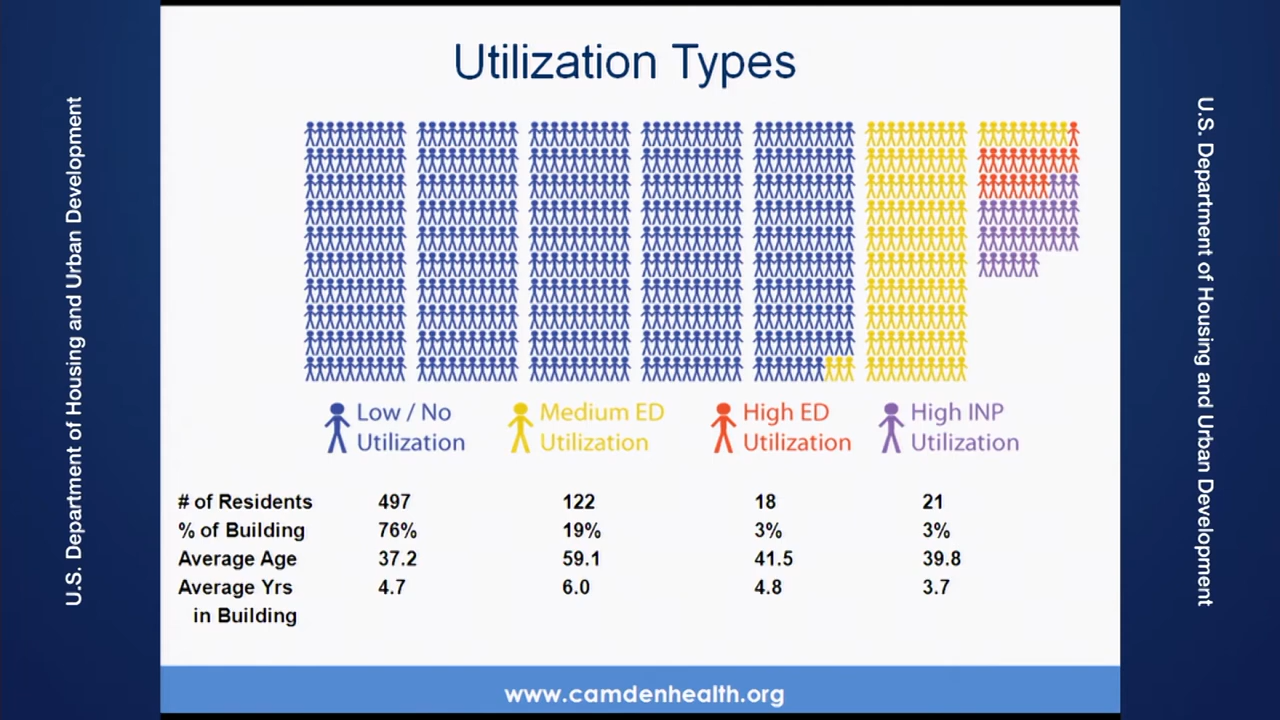 U.S. Department of Housing and Urban Development
Utilization Types
Low / No
Utilization
Medium ED
Utilization
High ED
Utilization
High INP
Utilization
# of Residents 497 122 18 21
% of Building 76% 19% 3% 3%
Average Age 37.2 59.1 41.5 39.8
Average Yrs 4.7 6.0 4.8 3.7
in Building
www.camdenhealth.org
U.S. Department of Housing and Urban Development